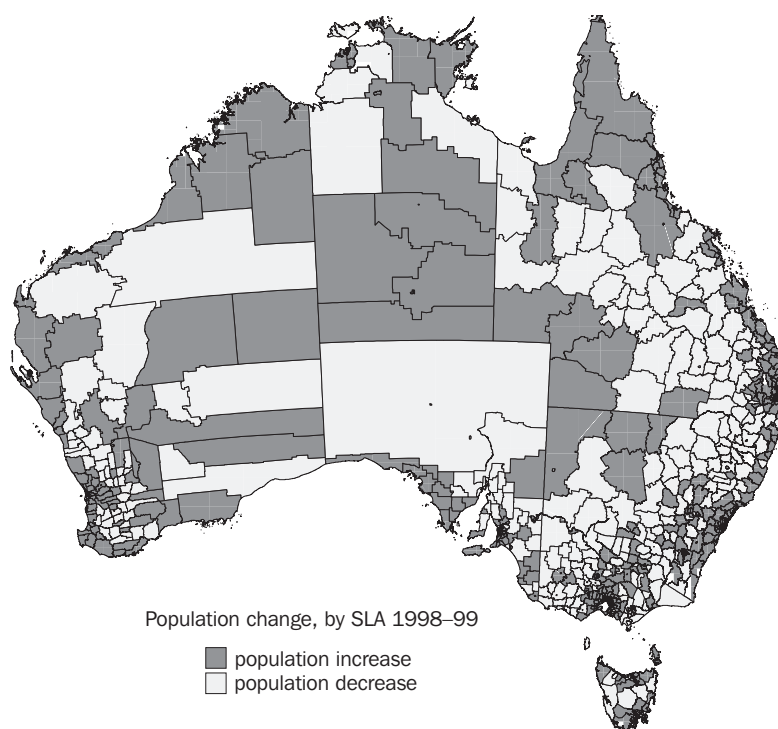 Population change, by SLA 1998–99
population increase
population decrease